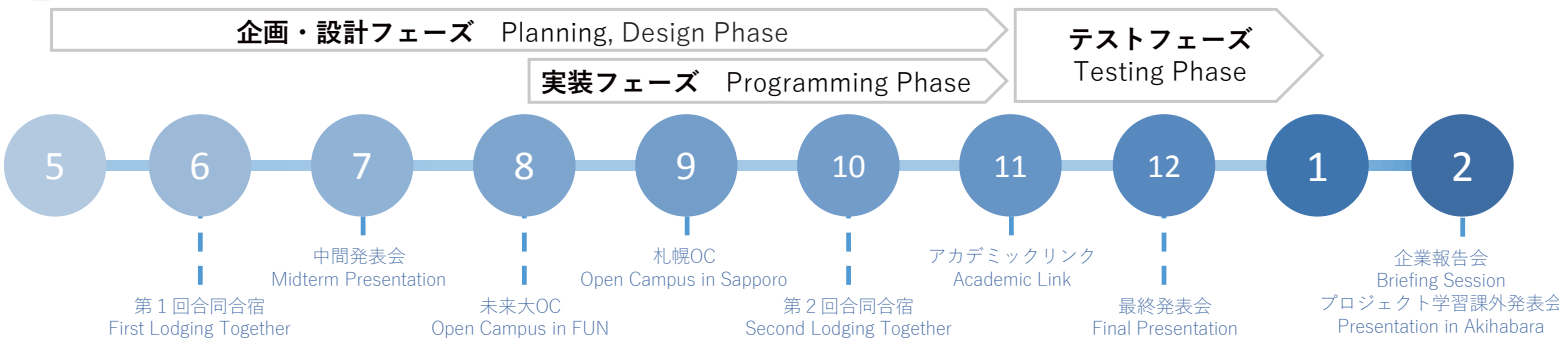 企画・設計フェーズ Planning, Design Phase
テストフェーズ
Testing Phase
実装フェーズ Programming Phase
5 6 7 8 9 10 11 12 1 2
中間発表会
Midterm Presentation
札幌OC
Open Campus in Sapporo
アカデミックリンク
Academic Link
企業報告会
Briefing Session
第１回合同合宿
First Lodging Together
未来大OC
Open Campus in FUN
第２回合同合宿
Second Lodging Together
最終発表会
Final Presentation
プロジェクト学習課外発表会
Presentation in Akihabara